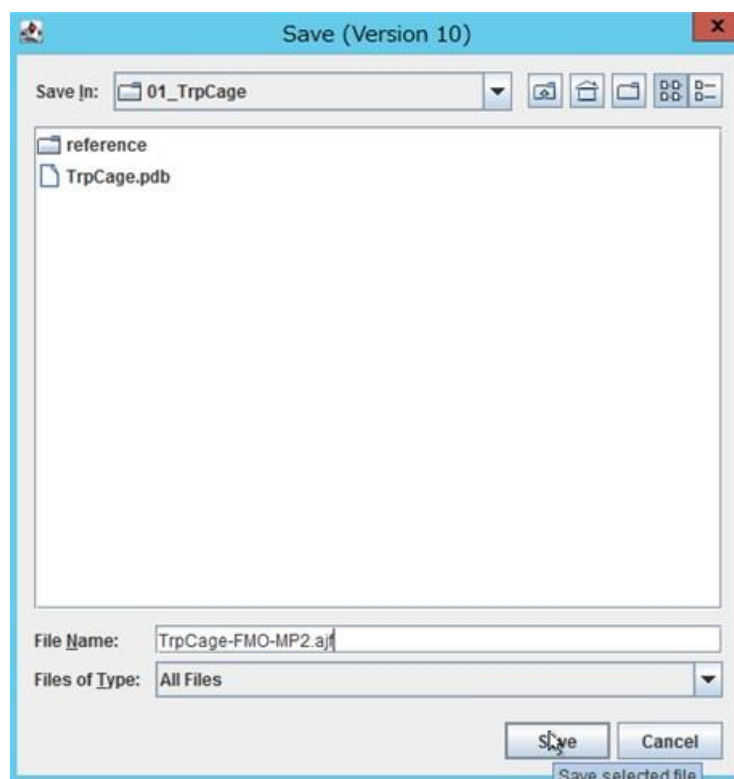 Save (Version 10)
x
Save In: 01_TrpCage
reference
TrpCage.pdb
File Name: TrpCage-FMO-MP2.ajf
Files of Type: All Files
Save Cancel
Save selected file